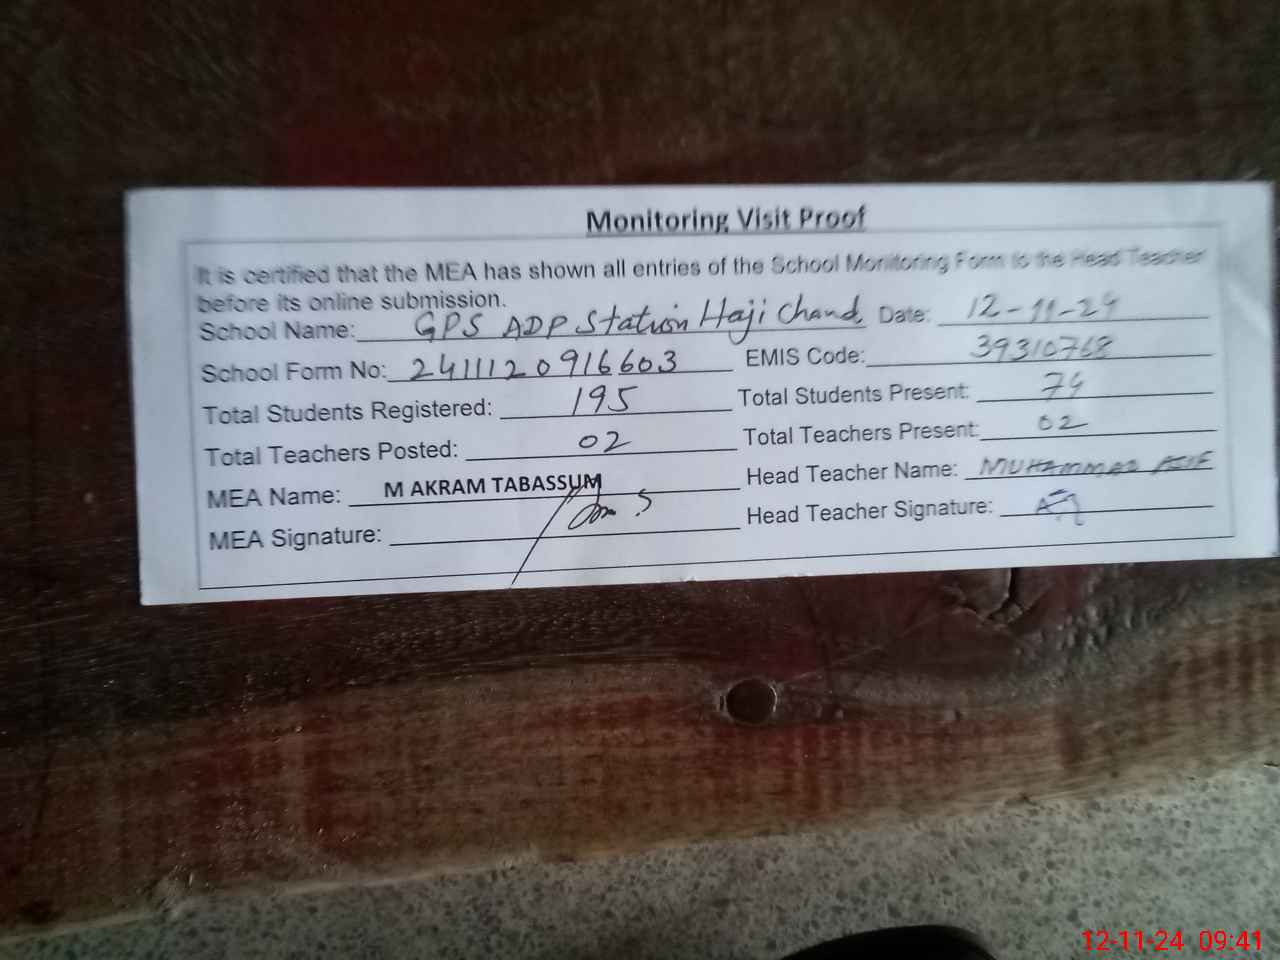 Monitoring Visit Proof
It is certified that the MEA has shown all entries of the School Monitoring Form to the Head Teacher
before its online submission.
School Name: GPS ADP Station Haji Chand Date: 12-11-24
School Form No: 2411120916603 EMIS Code: 39310768
Total Students Registered: 195 Total Students Present: 74
Total Teachers Posted: 02 Total Teachers Present: 02
MEA Name: M AKRAM TABASSUM Head Teacher Name: MUHAMMAD ASIF
MEA Signature: Head Teacher Signature:
12-11-24 09:41